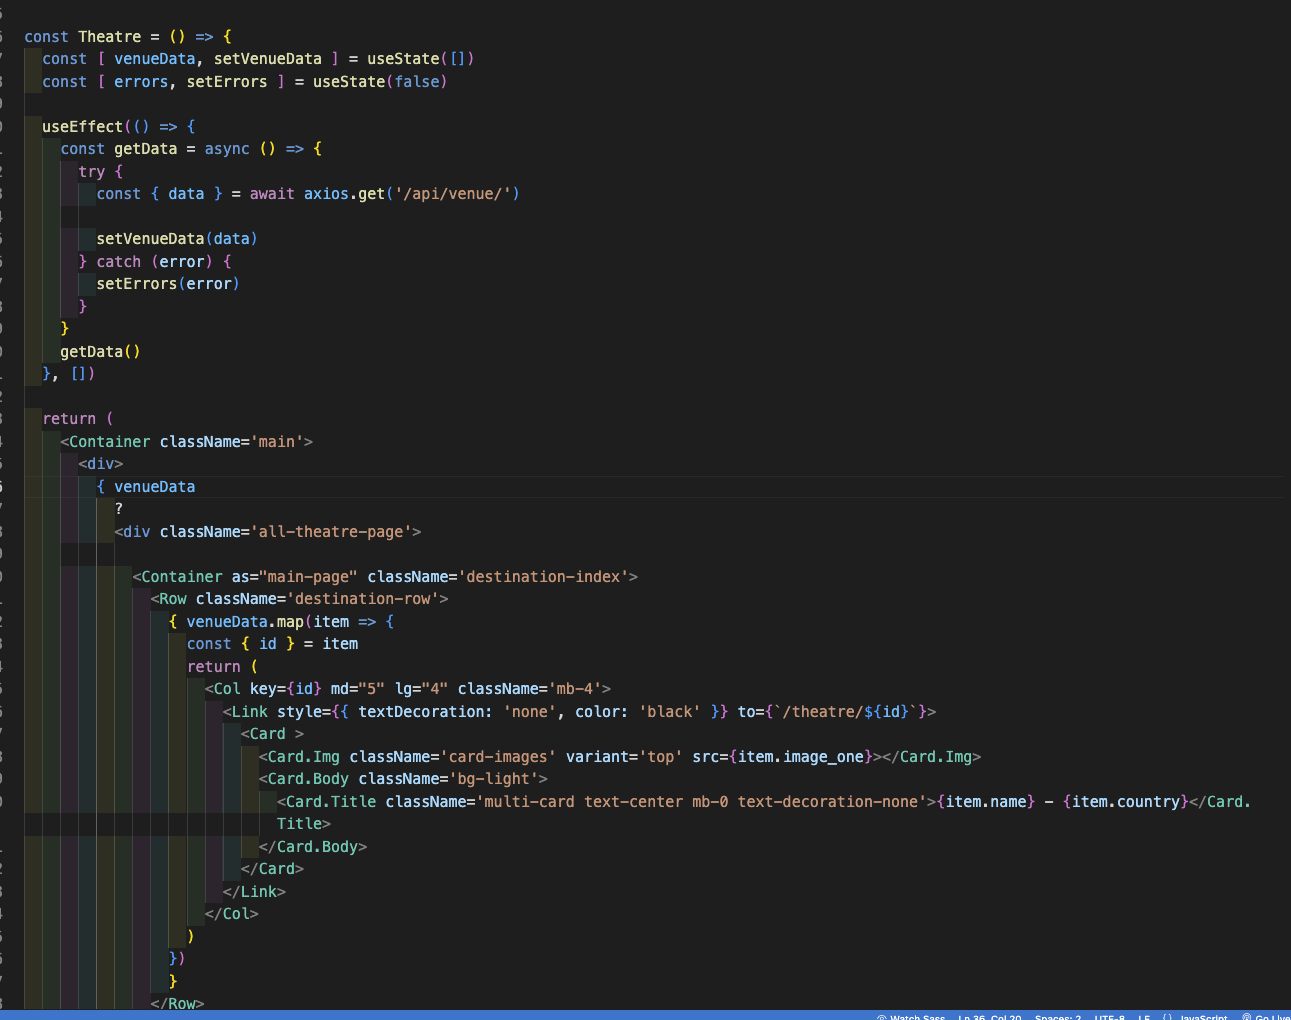 const Theatre = () => {
  const [ venueData, setVenueData ] = useState([])
  const [ errors, setErrors ] = useState(false)

  useEffect(() => {
    const getData = async () => {
      try {
        const { data } = await axios.get('/api/venue/')

        setVenueData(data)
      } catch (error) {
        setErrors(error)
      }
    }
    getData()
  }, [])

  return (
    <Container className='main'>
      <div>
        { venueData
          ?
          <div className='all-theatre-page'>

            <Container as="main-page" className='destination-index'>
              <Row className='destination-row'>
                { venueData.map(item => {
                  const { id } = item
                  return (
                    <Col key={id} md="5" lg="4" className='mb-4'>
                      <Link style={{ textDecoration: 'none', color: 'black' }} to={`/theatre/${id}`}>
                        <Card >
                          <Card.Img className='card-images' variant='top' src={item.image_one}></Card.Img>
                          <Card.Body className='bg-light'>
                            <Card.Title className='multi-card text-center mb-0 text-decoration-none'>{item.name} - {item.country}</Card.
                            Title>
                          </Card.Body>
                        </Card>
                      </Link>
                    </Col>
                  )
                })
                }
              </Row>
Watch Sass Ln 36, Col 20 Spaces: 2 UTF-8 LF {} JavaScript Go Live